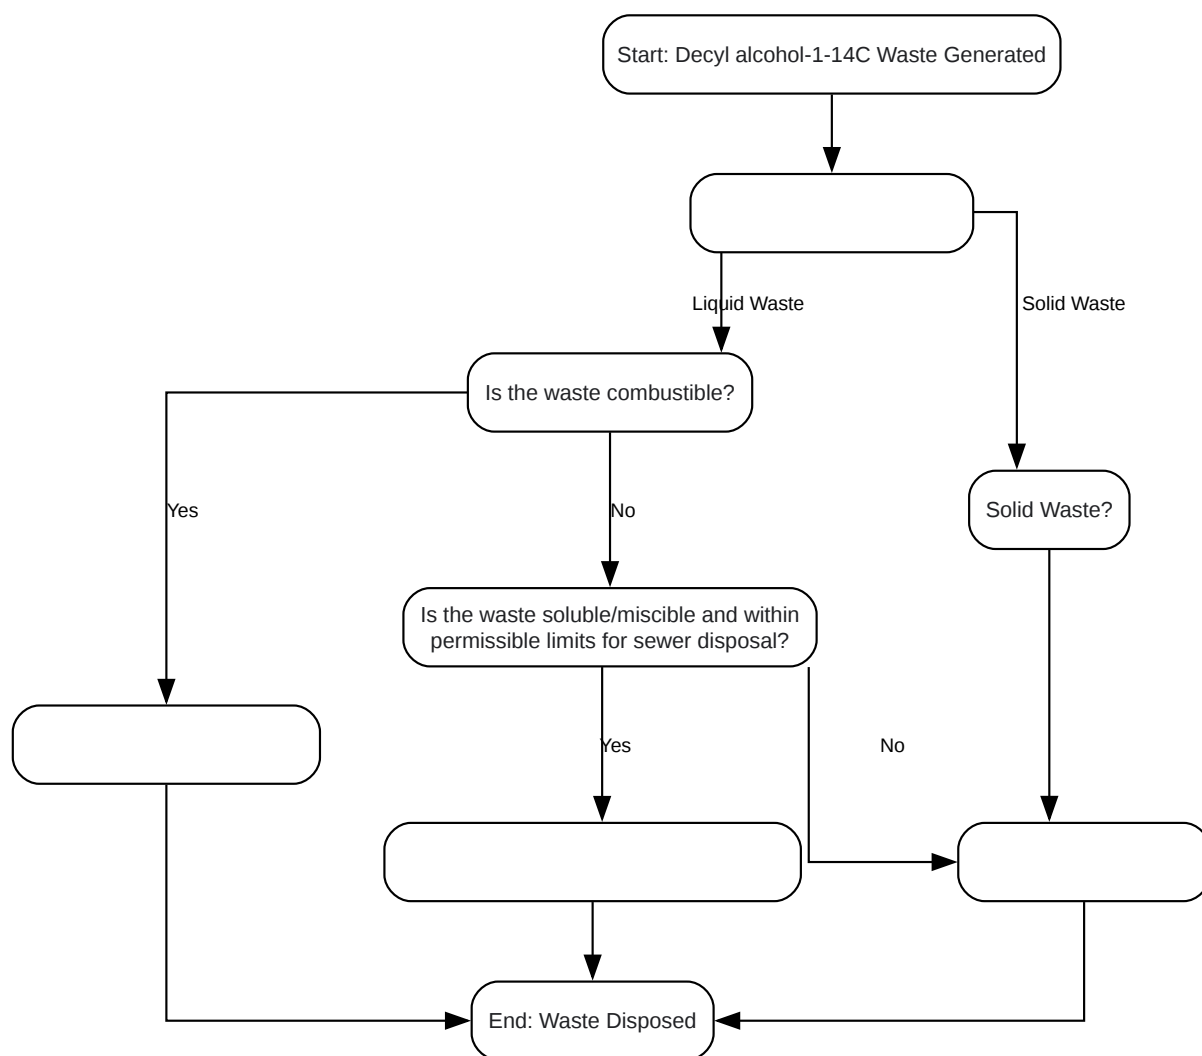 Start: Decyl alcohol-1-14C Waste Generated
Liquid Waste
Solid Waste
Is the waste combustible?
Yes
No
Solid Waste?
Is the waste soluble/miscible and within
permissible limits for sewer disposal?
Yes
No
End: Waste Disposed